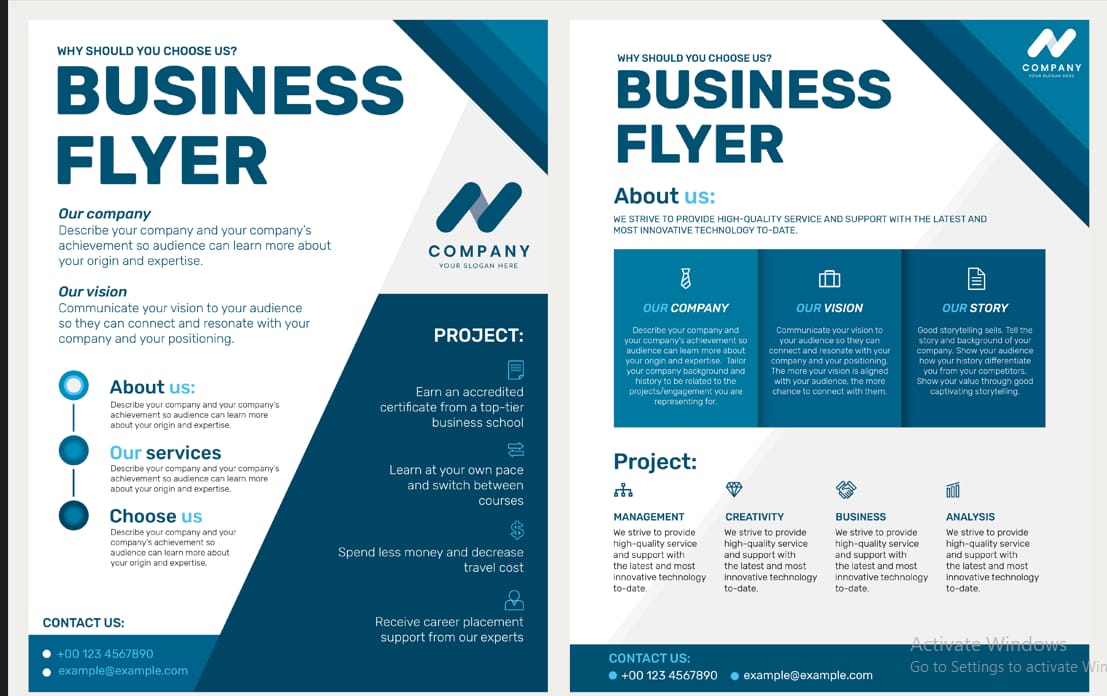 WHY SHOULD YOU CHOOSE US?
BUSINESS
FLYER
Our company
Describe your company and your company's
achievement so audience can learn more about
your origin and expertise.
Our vision
Communicate your vision to your audience
so they can connect and resonate with your
company and your positioning.
About us:
Describe your company and your company's
achievement so audience can learn more
about your origin and expertise.
Our services
Describe your company and your company's
achievement so audience can learn more
about your origin and expertise.
Choose us
Describe your company and your
company's achievement so
audience can learn more about
your origin and expertise.
CONTACT US:
+00 123 4567890
example@example.com
COMPANY
YOUR SLOGAN HERE
PROJECT:
Earn an accredited
certificate from a top-tier
business school
Learn at your own pace
and switch between
courses
Spend less money and decrease
travel cost
Receive career placement
support from our experts
COMPANY
YOUR SLOGAN HERE
WHY SHOULD YOU CHOOSE US?
BUSINESS
FLYER
About us:
WE STRIVE TO PROVIDE HIGH-QUALITY SERVICE AND SUPPORT WITH THE LATEST AND
MOST INNOVATIVE TECHNOLOGY TO-DATE.
OUR COMPANY
Describe your company and
your company's achievement so
audience can learn more about
your origin and expertise. Tailor
your company background and
history to be related to the
projects/engagement you are
representing for.
OUR VISION
Communicate your vision to
your audience so they can
connect and resonate with your
company and your positioning.
The more your vision is aligned
with your audience, the more
chance to connect with them.
OUR STORY
Good storytelling sells. Tell the
story and background of your
company. Show your audience
how your history differentiate
you from your competitors.
Show your value through good
captivating storytelling.
Project:
MANAGEMENT
We strive to provide
high-quality service
and support with
the latest and most
innovative technology
to-date.
CREATIVITY
We strive to provide
high-quality service
and support with
the latest and most
innovative technology
to-date.
BUSINESS
We strive to provide
high-quality service
and support with
the latest and most
innovative technology
to-date.
ANALYSIS
We strive to provide
high-quality service
and support with
the latest and most
innovative technology
to-date.
CONTACT US:
+00 123 4567890 example@example.com
Activate Windows
Go to Settings to activate Win